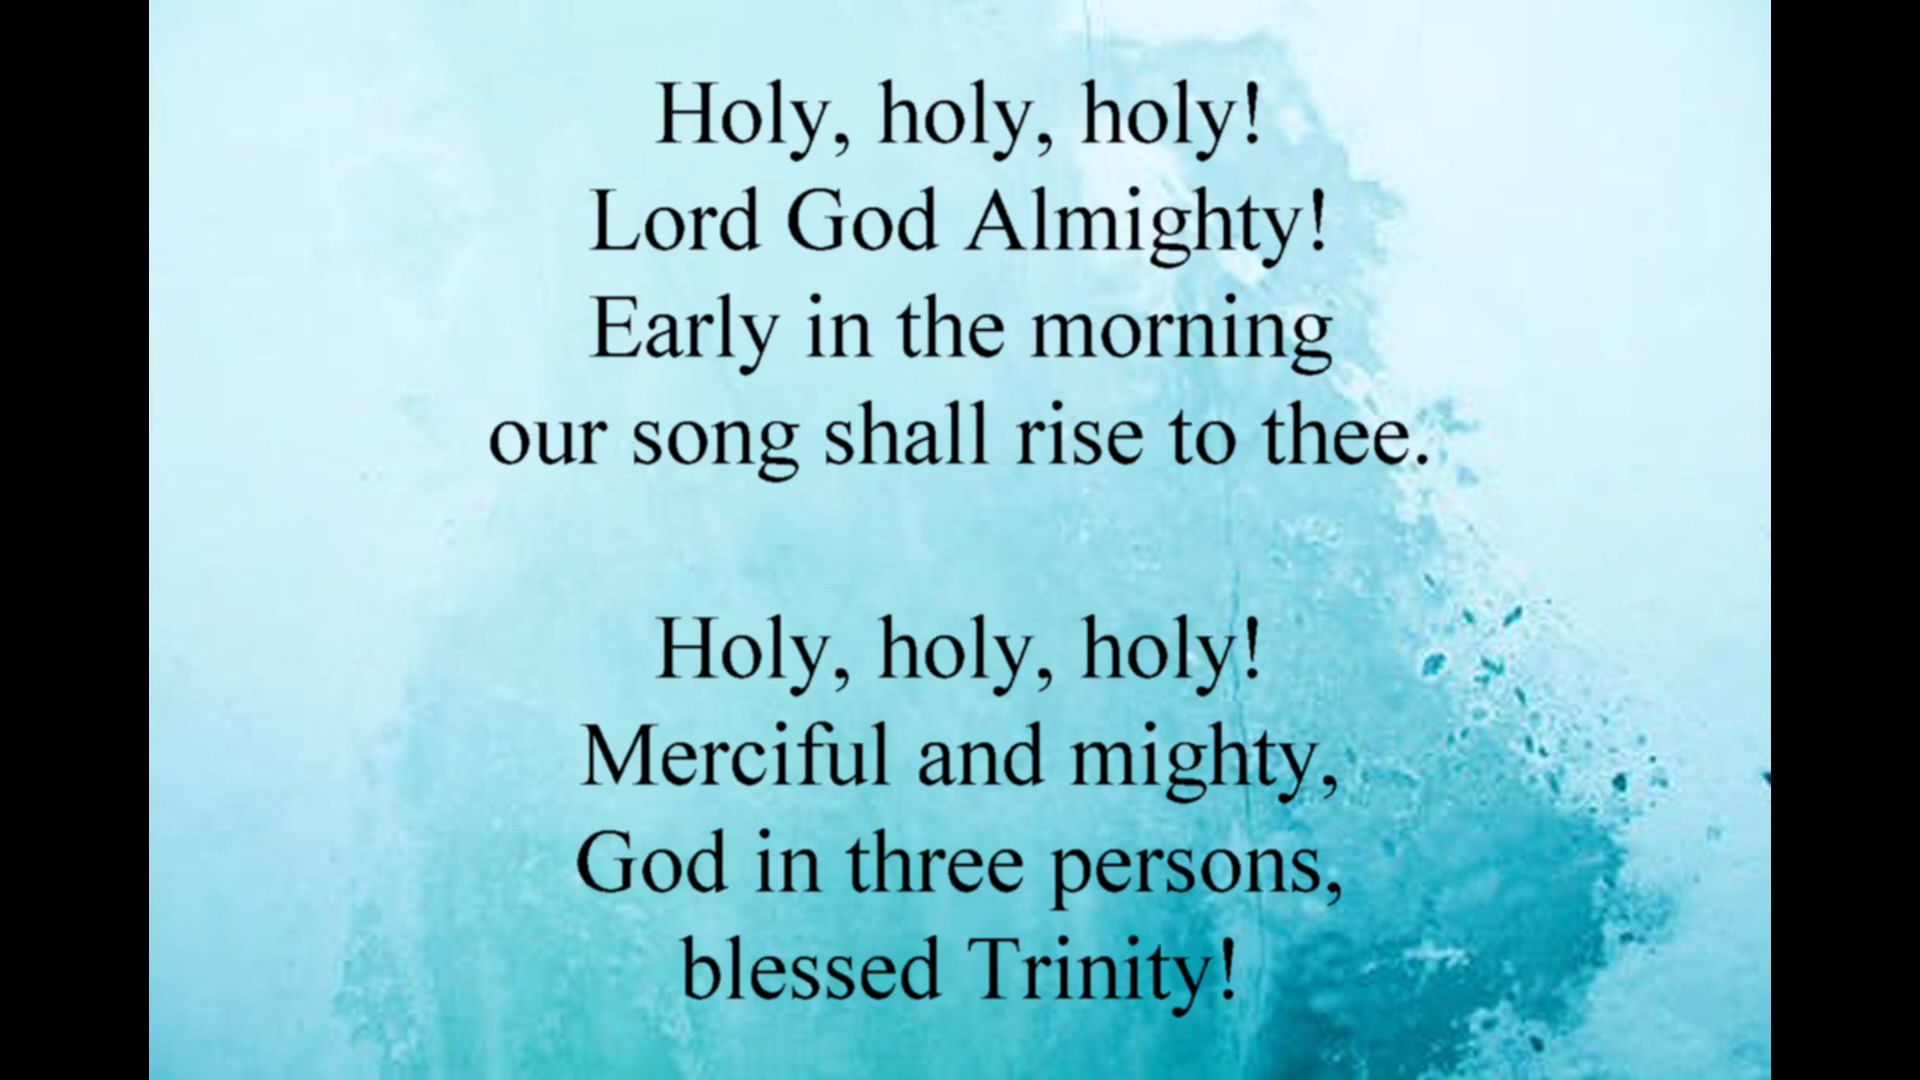 Holy, holy, holy!
Lord God Almighty!
Early in the morning
our song shall rise to thee.
Holy, holy, holy!
Merciful and mighty,
God in three persons,
blessed Trinity!